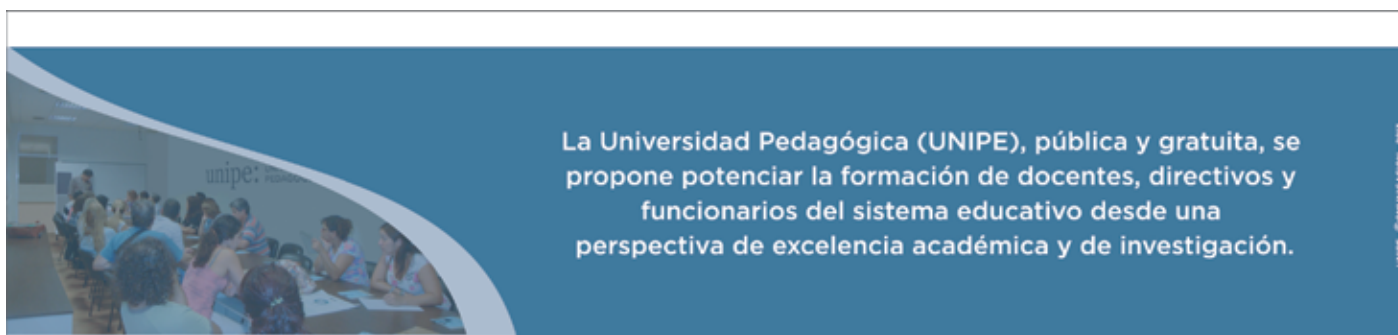 La Universidad Pedagógica (UNIPE), pública y gratuita, se
propone potenciar la formación de docentes, directivos y
funcionarios del sistema educativo desde una
perspectiva de excelencia académica y de investigación.
unipe: